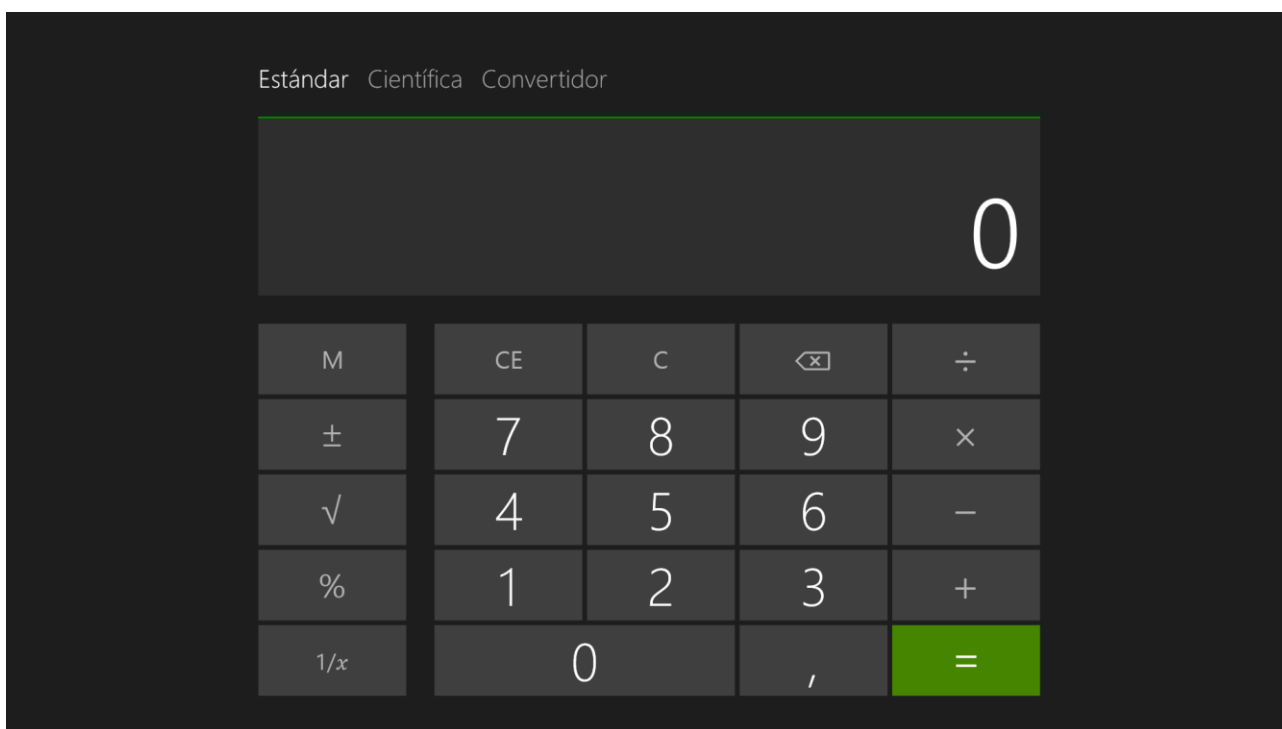 Estándar Científica Convertidor
0
M CE C ÷
± 7 8 9 ×
√ 4 5 6 −
% 1 2 3 +
1/x 0 , =